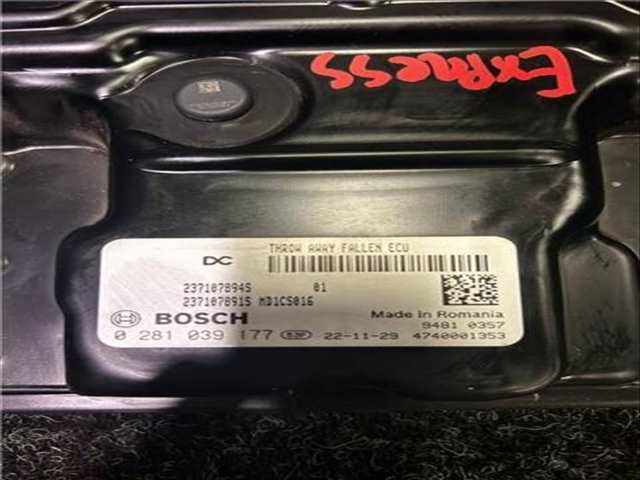 EXPRESS
THROW AWAY FALLEN ECU
DC
237107894S 01
237107891S MD1CS016
BOSCH
Made in Romania
9481 0357
0 281 039 177 22-11-29 4740001353